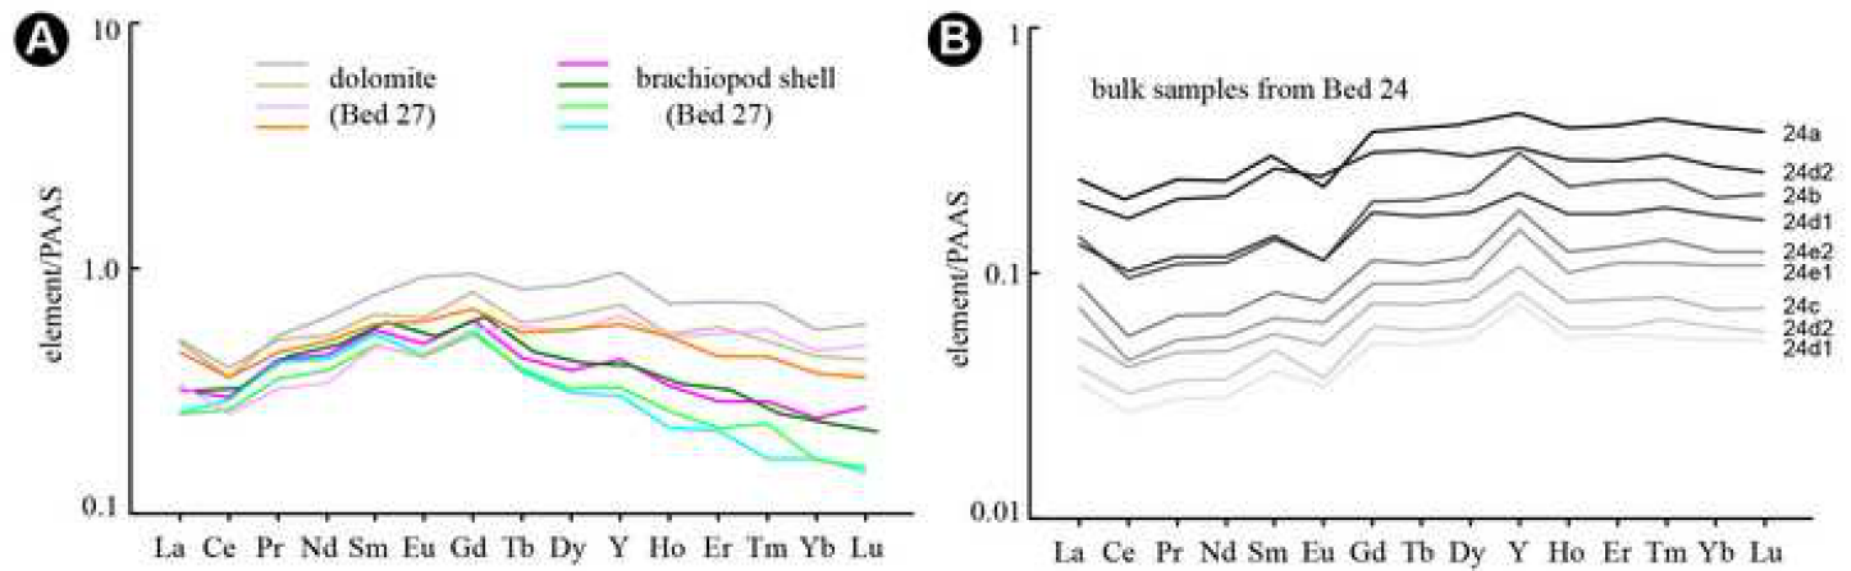 A
10
dolomite
(Bed 27)
brachiopod shell
(Bed 27)
element/PAAS
1.0
0.1
La Ce Pr Nd Sm Eu Gd Tb Dy Y Ho Er Tm Yb Lu
B
1
bulk samples from Bed 24
element/PAAS
0.1
0.01
24a
24d2
24b
24d1
24e2
24e1
24c
24d2
24d1
La Ce Pr Nd Sm Eu Gd Tb Dy Y Ho Er Tm Yb Lu